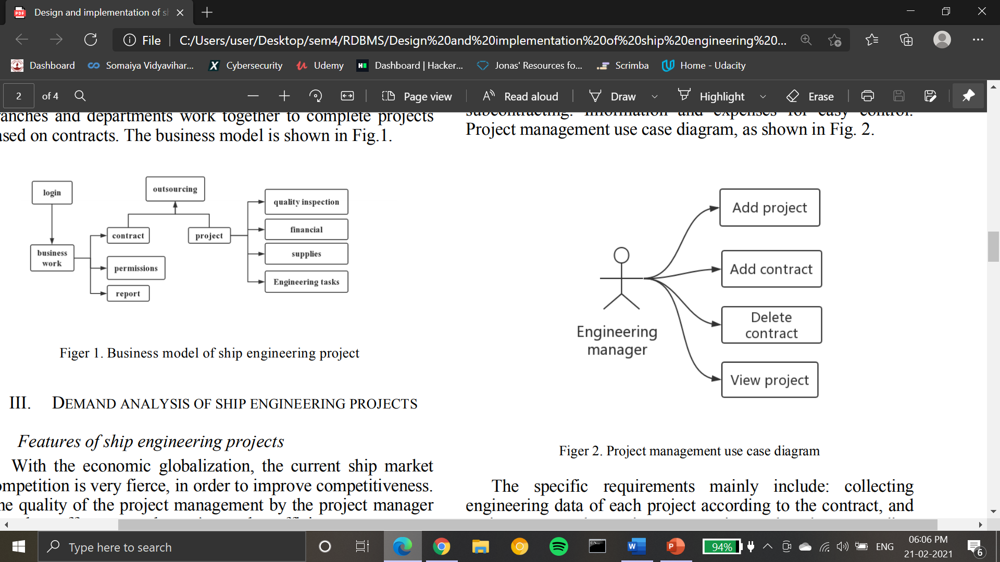 Design and implementation of sl
File
C:/Users/user/Desktop/sem4/RDBMS/Design%20and%20implementation%20of%20ship%20engineering%20...
Dashboard
Somaiya Vidyavihar...
Cybersecurity
Udemy
Dashboard | Hacker...
Jonas' Resources fo...
Scrimba
Home - Udacity
2 of 4
Page view
Read aloud
Draw
Highlight
Erase
anches and departments work together to complete projects
ased on contracts. The business model is shown in Fig.1.
login
outsourcing
quality inspection
financial
contract
project
business
work
supplies
permissions
Engineering tasks
report
Figer 1. Business model of ship engineering project
III. DEMAND ANALYSIS OF SHIP ENGINEERING PROJECTS
Features of ship engineering projects
With the economic globalization, the current ship market
ompetition is very fierce, in order to improve competitiveness.
he quality of the project management by the project manager
subcontracting. Information and expenses for easy control.
Project management use case diagram, as shown in Fig. 2.
Add project
Add contract
Delete
contract
View project
Engineering
manager
Figer 2. Project management use case diagram
The specific requirements mainly include: collecting
engineering data of each project according to the contract, and
Type here to search
94%
ENG
06:06 PM
21-02-2021
6